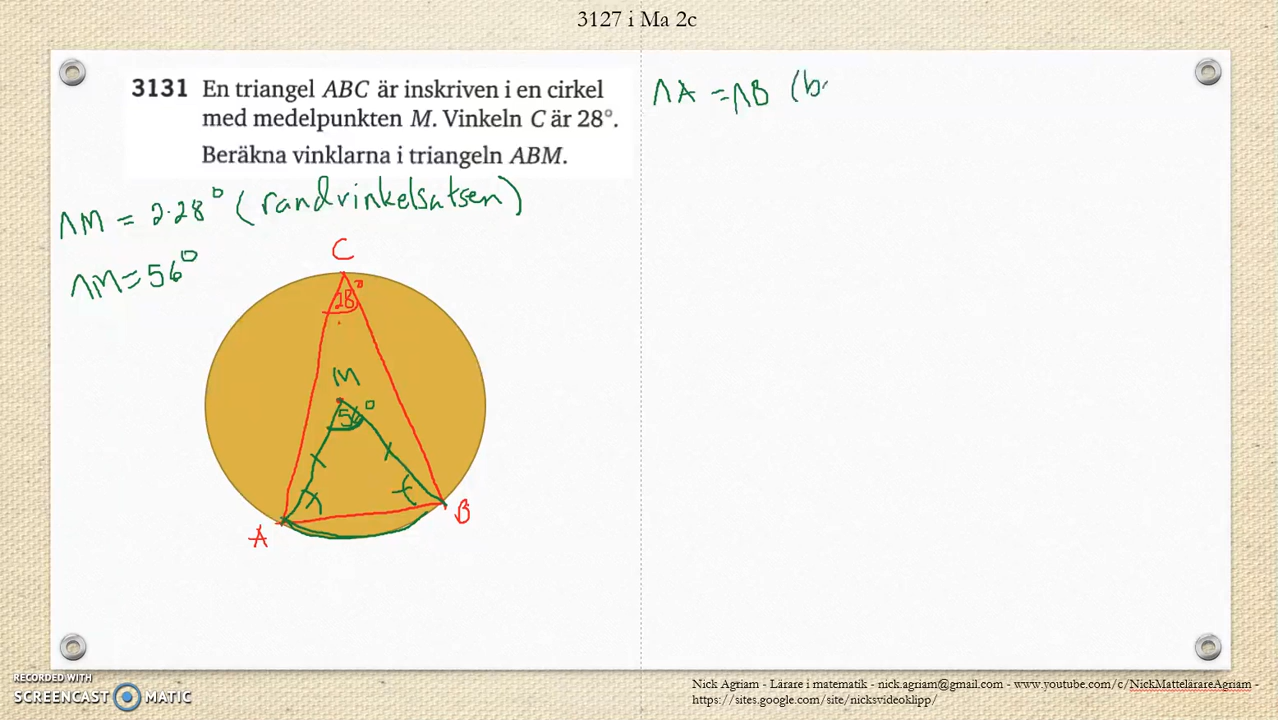 3127 i Ma 2c
3131 En triangel ABC är inskriven i en cirkel
med medelpunkten M. Vinkeln C är 28°.
Beräkna vinklarna i triangeln ABM.
∧M = 2·28° (randvinkelsatsen)
∧M = 56°
C
28°
M
56°
A
B
∧A = ∧B (b
RECORDED WITH
SCREENCAST MATIC
Nick Agriam - Lärare i matematik - nick.agriam@gmail.com - www.youtube.com/c/NickMattelärareAgriam -
https://sites.google.com/site/nicksvideoklipp/